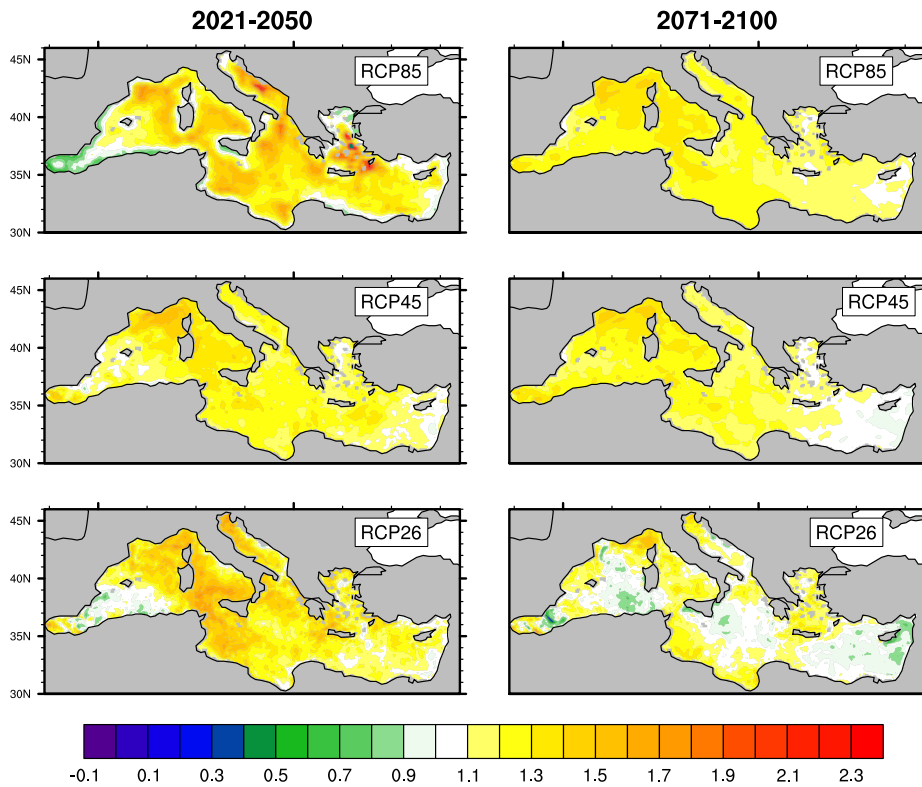 2021-2050 2071-2100
45N RCP85 RCP85
40N
35N
30N
45N RCP45 RCP45
40N
35N
30N
45N RCP26 RCP26
40N
35N
30N
-0.1 0.1 0.3 0.5 0.7 0.9 1.1 1.3 1.5 1.7 1.9 2.1 2.3